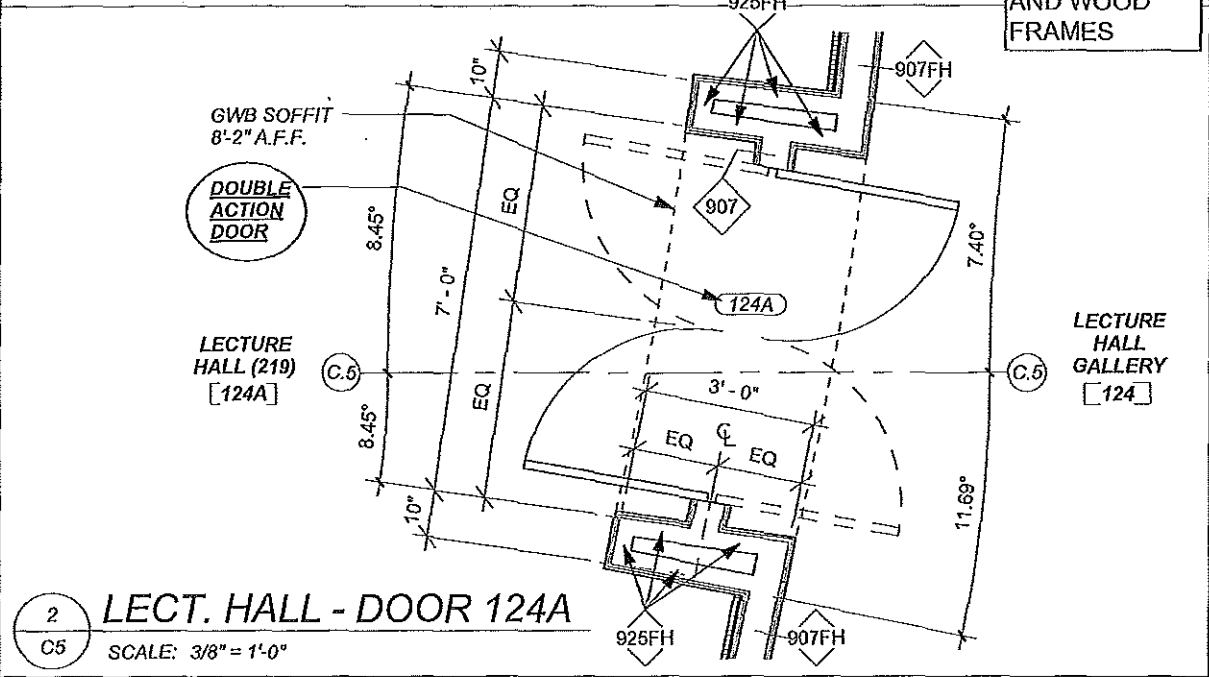 925FH
AND WOOD
FRAMES
10"
907FH
GWB SOFFIT
8'-2" A.F.F.
DOUBLE
ACTION
DOOR
EQ
907
8.45°
7.40°
7'-0"
124A
LECTURE
HALL (219)
[124A]
C.5
C.5
LECTURE
HALL
GALLERY
[124]
3'-0"
EQ
EQ
CL
EQ
8.45°
10"
11.69°
2
C5
LECT. HALL - DOOR 124A
SCALE: 3/8" = 1'-0"
925FH
907FH